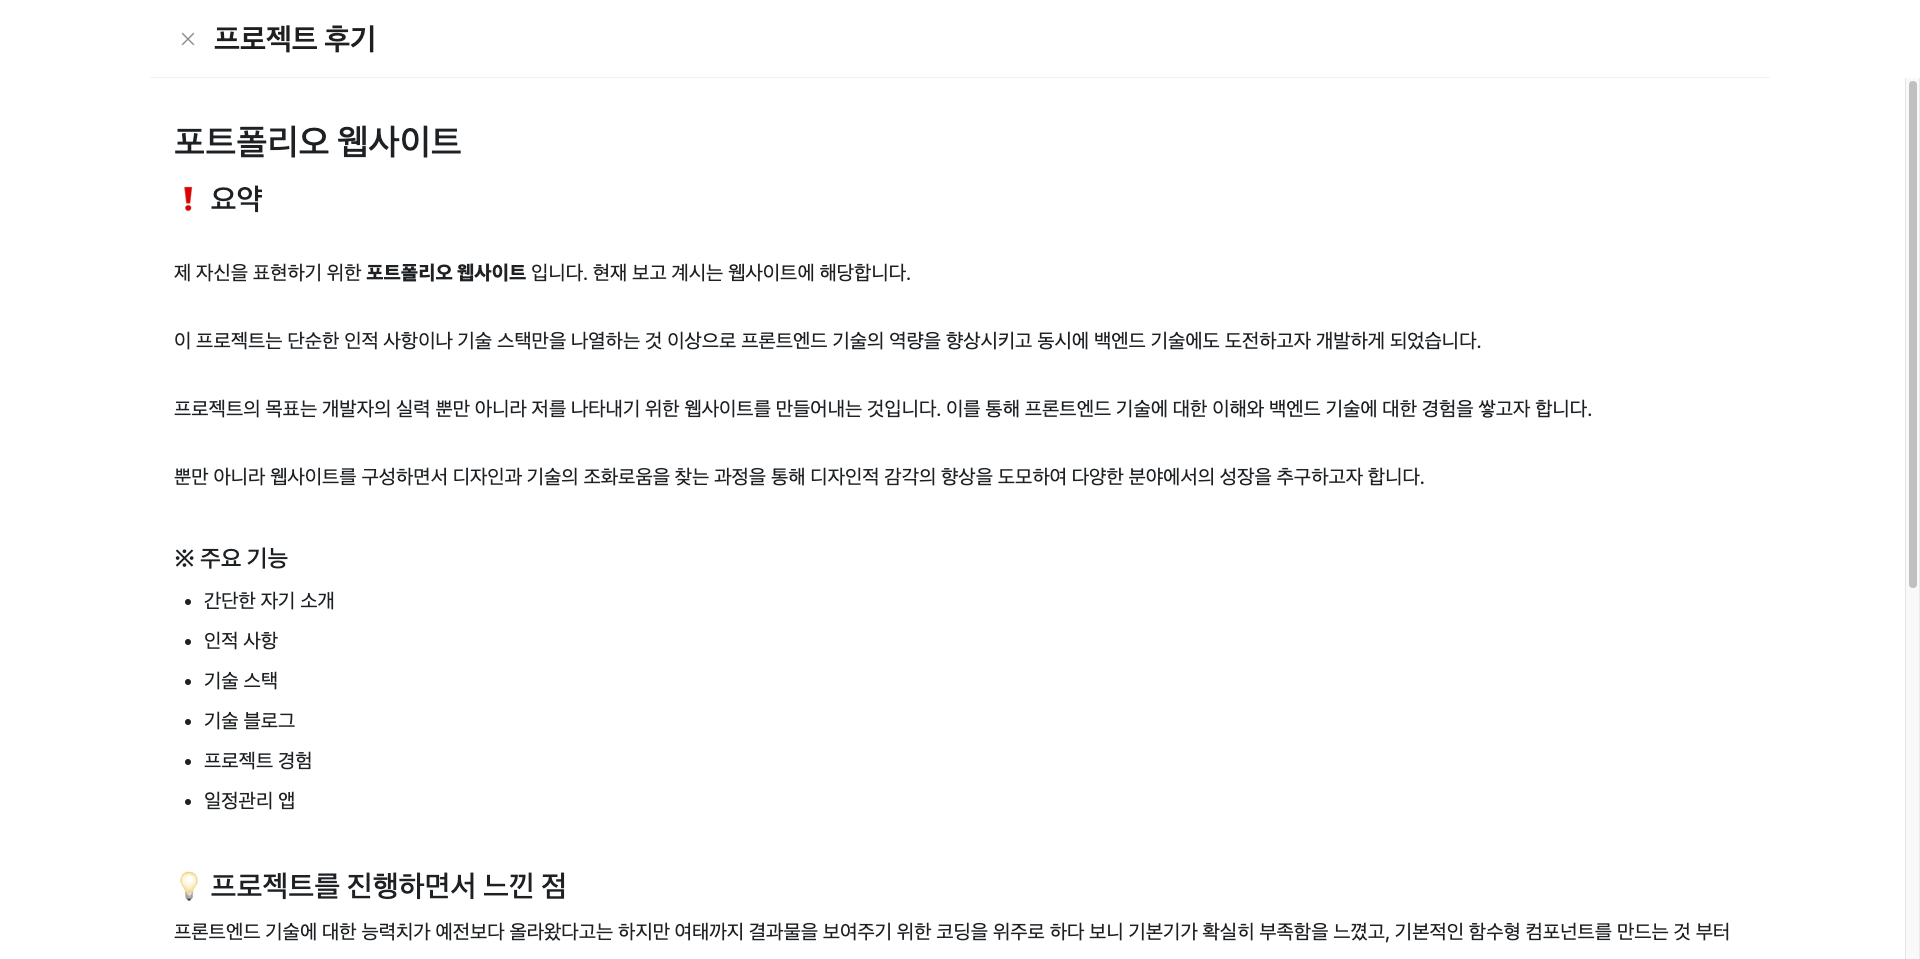 프로젝트 후기
포트폴리오 웹사이트
❗ 요약
제 자신을 표현하기 위한 포트폴리오 웹사이트 입니다. 현재 보고 계시는 웹사이트에 해당합니다.
이 프로젝트는 단순한 인적 사항이나 기술 스택만을 나열하는 것 이상으로 프론트엔드 기술의 역량을 향상시키고 동시에 백엔드 기술에도 도전하고자 개발하게 되었습니다.
프로젝트의 목표는 개발자의 실력 뿐만 아니라 저를 나타내기 위한 웹사이트를 만들어내는 것입니다. 이를 통해 프론트엔드 기술에 대한 이해와 백엔드 기술에 대한 경험을 쌓고자 합니다.
뿐만 아니라 웹사이트를 구성하면서 디자인과 기술의 조화로움을 찾는 과정을 통해 디자인적 감각의 향상을 도모하여 다양한 분야에서의 성장을 추구하고자 합니다.
※ 주요 기능
• 간단한 자기 소개
• 인적 사항
• 기술 스택
• 기술 블로그
• 프로젝트 경험
• 일정관리 앱
💡 프로젝트를 진행하면서 느낀 점
프론트엔드 기술에 대한 능력치가 예전보다 올라왔다고는 하지만 여태까지 결과물을 보여주기 위한 코딩을 위주로 하다 보니 기본기가 확실히 부족함을 느꼈고, 기본적인 함수형 컴포넌트를 만드는 것 부터